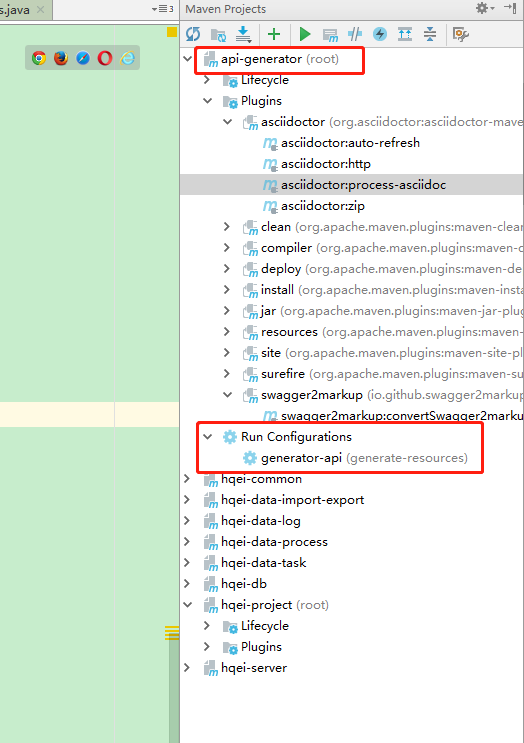 s.java
Maven Projects
api-generator (root)
Lifecycle
Plugins
asciidoctor (org.asciidoctor:asciidoctor-mave
asciidoctor:auto-refresh
asciidoctor:http
asciidoctor:process-asciidoc
asciidoctor:zip
clean (org.apache.maven.plugins:maven-clea
compiler (org.apache.maven.plugins:maven-c
deploy (org.apache.maven.plugins:maven-de
install (org.apache.maven.plugins:maven-inst
jar (org.apache.maven.plugins:maven-jar-plug
resources (org.apache.maven.plugins:maven-
site (org.apache.maven.plugins:maven-site-pl
surefire (org.apache.maven.plugins:maven-su
swagger2markup (io.github.swagger2markup
swagger2markup:convertSwagger2marku
Run Configurations
generator-api (generate-resources)
hqei-common
hqei-data-import-export
hqei-data-log
hqei-data-process
hqei-data-task
hqei-db
hqei-project (root)
Lifecycle
Plugins
hqei-server